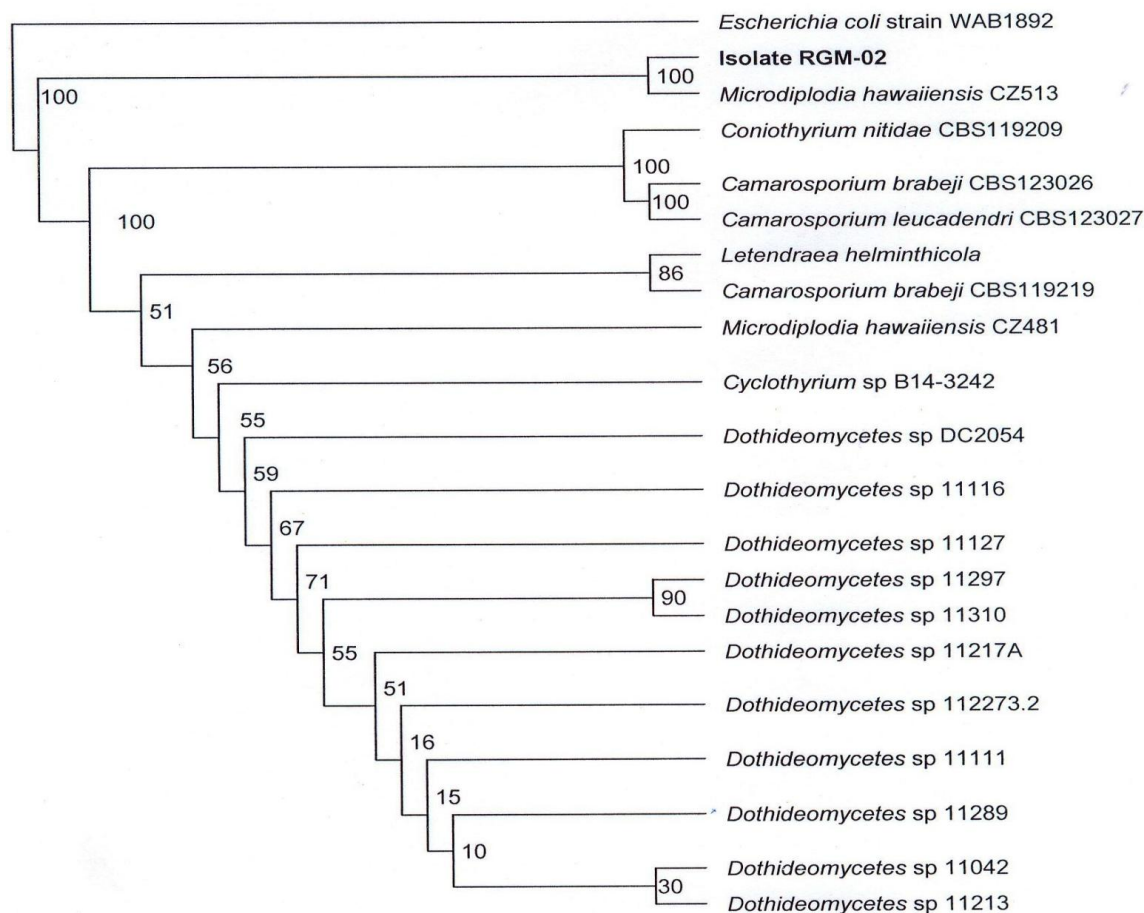 Escherichia coli strain WAB1892
Isolate RGM-02
100
100
Microdiplodia hawaiiensis CZ513
Coniothyrium nitidae CBS119209
100
Camarosporium brabeji CBS123026
100
100
Camarosporium leucadendri CBS123027
Letendraea helminthicola
86
Camarosporium brabeji CBS119219
51
Microdiplodia hawaiiensis CZ481
56
Cyclothyrium sp B14-3242
55
Dothideomycetes sp DC2054
59
Dothideomycetes sp 11116
67
Dothideomycetes sp 11127
71
Dothideomycetes sp 11297
90
Dothideomycetes sp 11310
55
Dothideomycetes sp 11217A
51
Dothideomycetes sp 112273.2
16
Dothideomycetes sp 11111
15
Dothideomycetes sp 11289
10
Dothideomycetes sp 11042
30
Dothideomycetes sp 11213